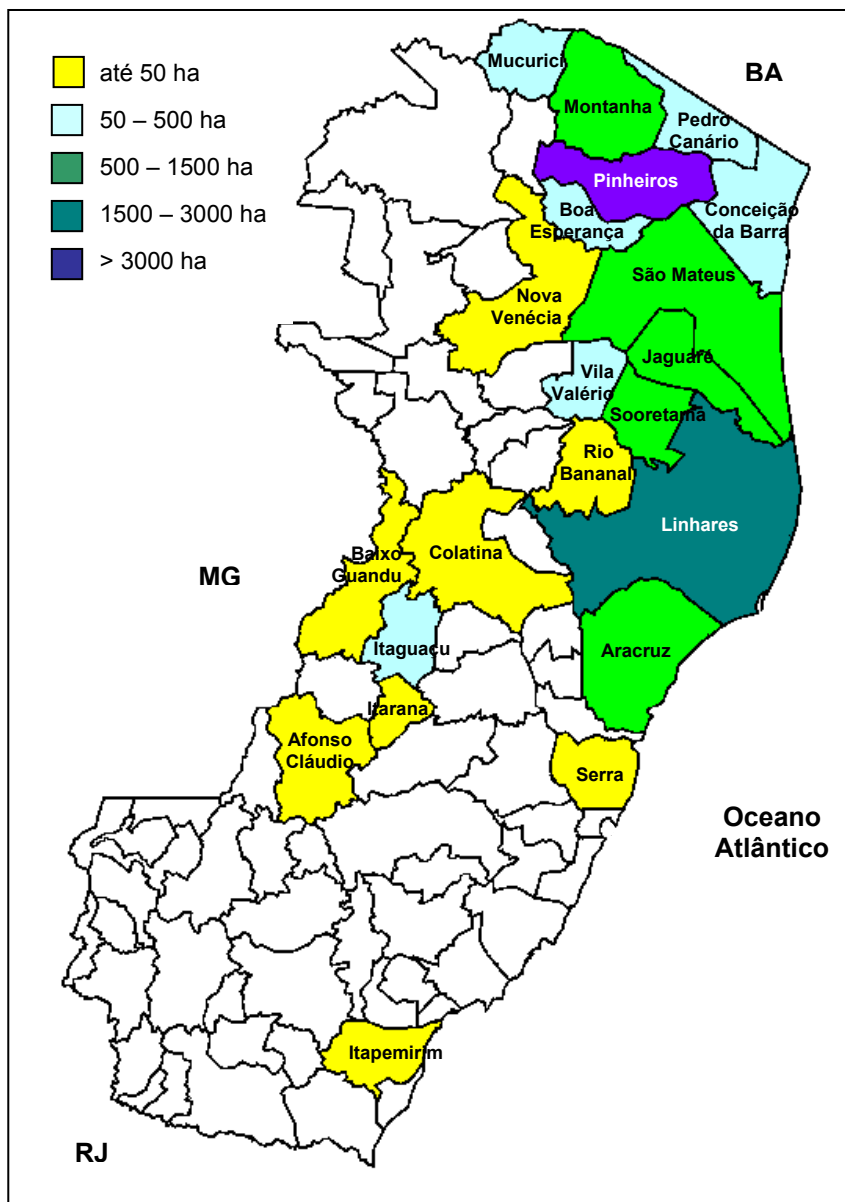 até 50 ha
50 – 500 ha
500 – 1500 ha
1500 – 3000 ha
> 3000 ha
BA
Mucurici
Montanha
Pedro
Canário
Pinheiros
Boa
Esperança
Conceição
da Barra
São Mateus
Nova
Venécia
Jaguaré
Vila
Valério
Sooretama
Rio
Bananal
Linhares
MG
Baixo
Guandu
Colatina
Itaguaçu
Aracruz
Itarana
Afonso
Cláudio
Serra
Oceano
Atlântico
Itapemirim
RJ